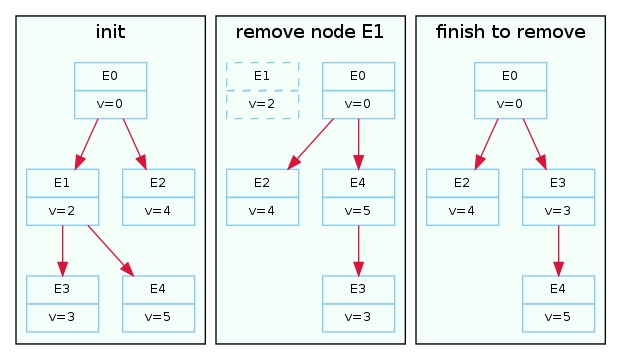 init
E0
v=0
E1
v=2
E2
v=4
E3
v=3
E4
v=5
remove node E1
E1
v=2
E0
v=0
E2
v=4
E4
v=5
E3
v=3
finish to remove
E0
v=0
E2
v=4
E3
v=3
E4
v=5